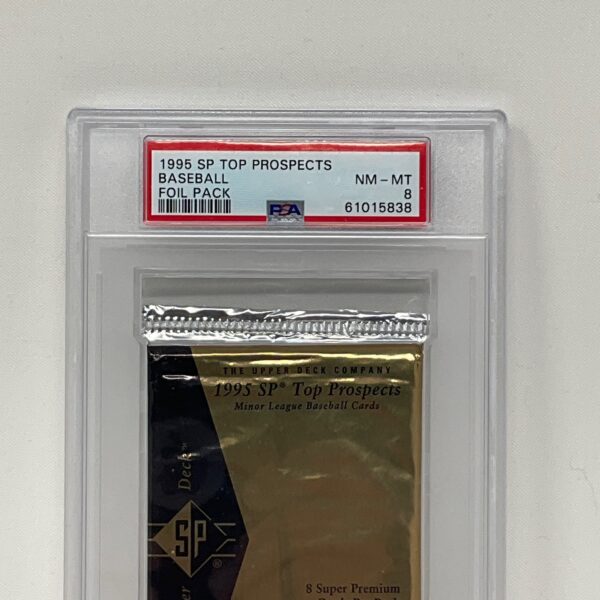 1995 SP TOP PROSPECTS
BASEBALL NM-MT
FOIL PACK 8
PSA 61015838
THE UPPER DECK COMPANY
1995 SP® Top Prospects
Minor League Baseball Cards
Deck™
SP®
8 Super Premium